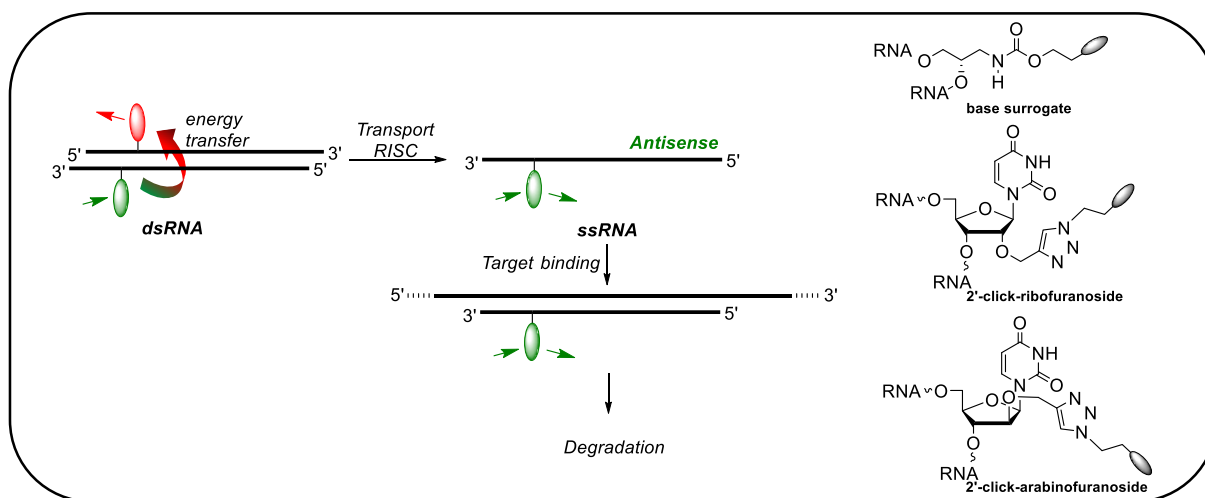 energy
transfer
5'
3'
3'
5'
dsRNA
Transport
RISC
Antisense
3'
5'
ssRNA
Target binding
5'
3'
3'
5'
Degradation
RNA
O
O
RNA
N
H
O
O
base surrogate
O
NH
N
O
RNA
O
O
O
O
RNA
N
N
N
2'-click-ribofuranoside
O
NH
N
O
RNA
O
O
O
O
RNA
N
N
N
2'-click-arabinofuranoside